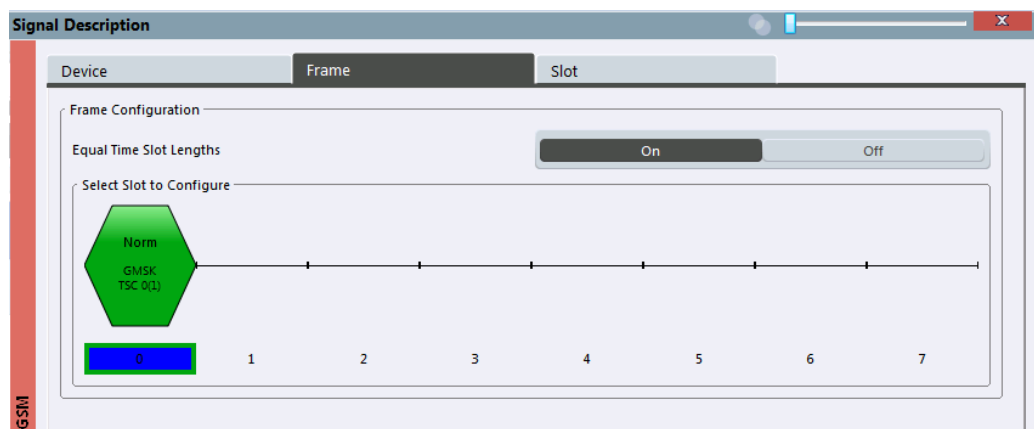 Signal Description
X
Device Frame Slot
Frame Configuration
Equal Time Slot Lengths On Off
Select Slot to Configure
Norm
GMSK
TSC 0(1)
0 1 2 3 4 5 6 7
GSM